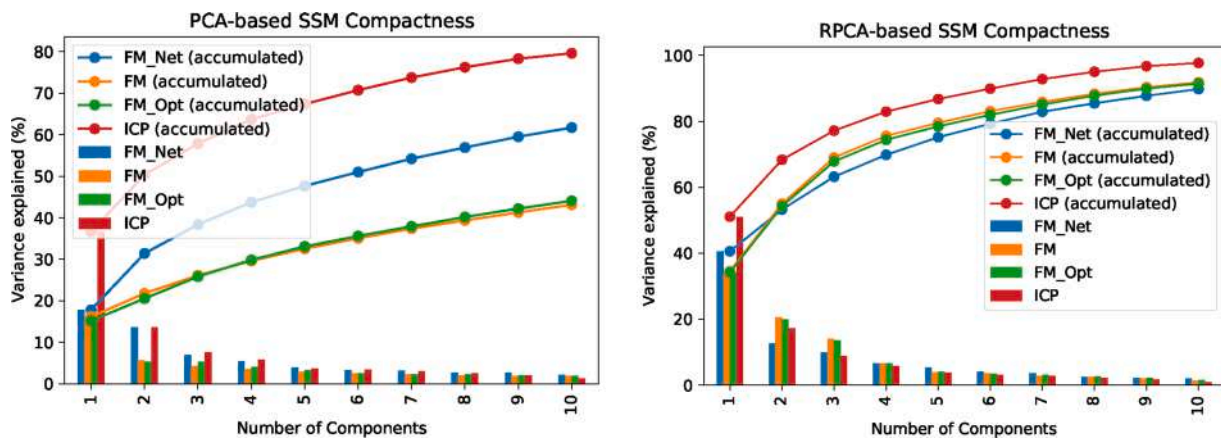 PCA-based SSM Compactness
Variance explained (%)
80
70
60
50
40
30
20
10
0
FM_Net (accumulated)
FM (accumulated)
FM_Opt (accumulated)
ICP (accumulated)
FM_Net
FM
FM_Opt
ICP
1 2 3 4 5 6 7 8 9 10
Number of Components
RPCA-based SSM Compactness
Variance explained (%)
100
80
60
40
20
0
FM_Net (accumulated)
FM (accumulated)
FM_Opt (accumulated)
ICP (accumulated)
FM_Net
FM
FM_Opt
ICP
1 2 3 4 5 6 7 8 9 10
Number of Components